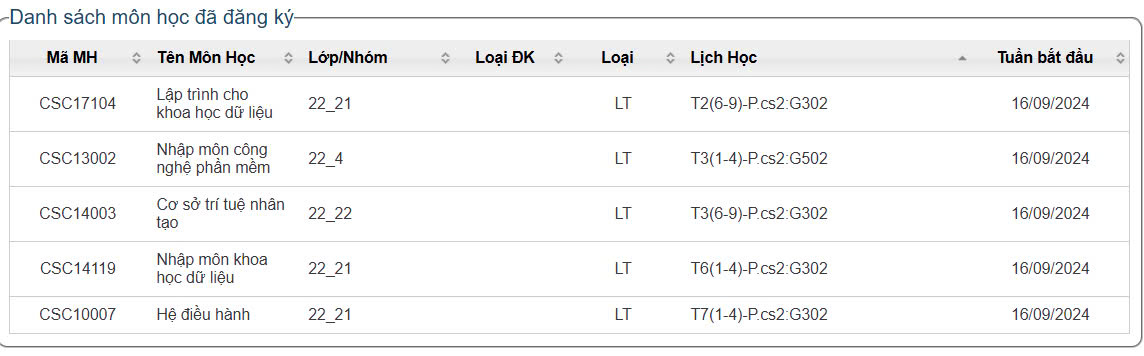 Danh sách môn học đã đăng ký
Mã MH Tên Môn Học Lớp/Nhóm Loại ĐK Loại Lịch Học Tuần bắt đầu
CSC17104 Lập trình cho khoa học dữ liệu 22_21 LT T2(6-9)-P.cs2:G302 16/09/2024
CSC13002 Nhập môn công nghệ phần mềm 22_4 LT T3(1-4)-P.cs2:G502 16/09/2024
CSC14003 Cơ sở trí tuệ nhân tạo 22_22 LT T3(6-9)-P.cs2:G302 16/09/2024
CSC14119 Nhập môn khoa học dữ liệu 22_21 LT T6(1-4)-P.cs2:G302 16/09/2024
CSC10007 Hệ điều hành 22_21 LT T7(1-4)-P.cs2:G302 16/09/2024